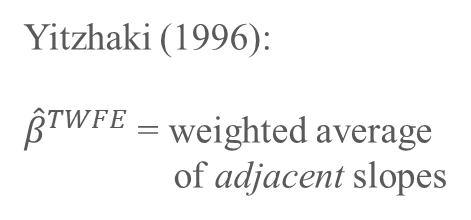 Yitzhaki (1996):
β̂^TWFE = weighted average
of adjacent slopes